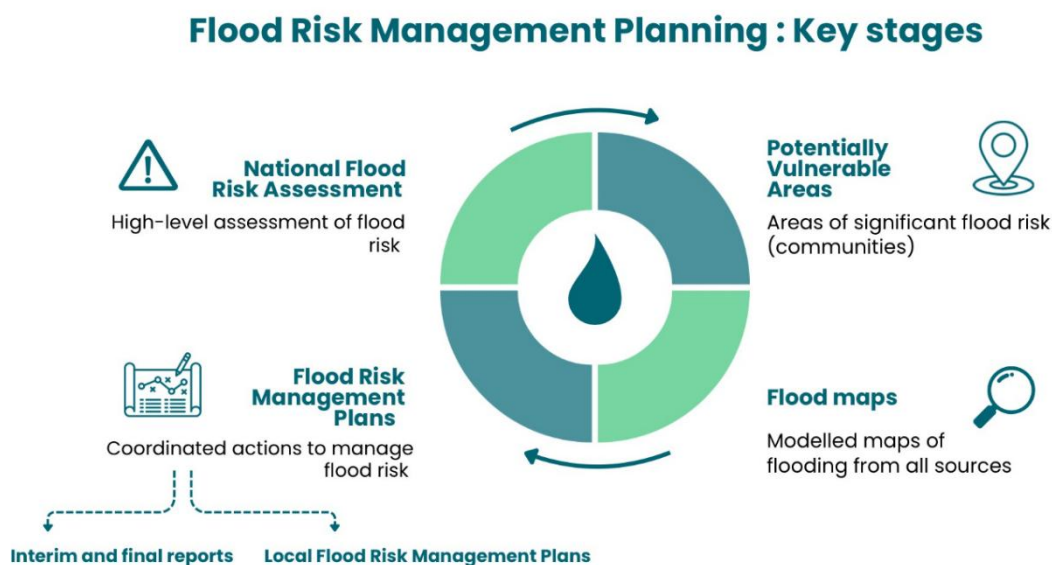 Flood Risk Management Planning : Key stages
National Flood
Risk Assessment
High-level assessment of flood
risk
Potentially
Vulnerable
Areas
Areas of significant flood risk
(communities)
Flood Risk
Management
Plans
Coordinated actions to manage
flood risk
Flood maps
Modelled maps of
flooding from all sources
Interim and final reports
Local Flood Risk Management Plans